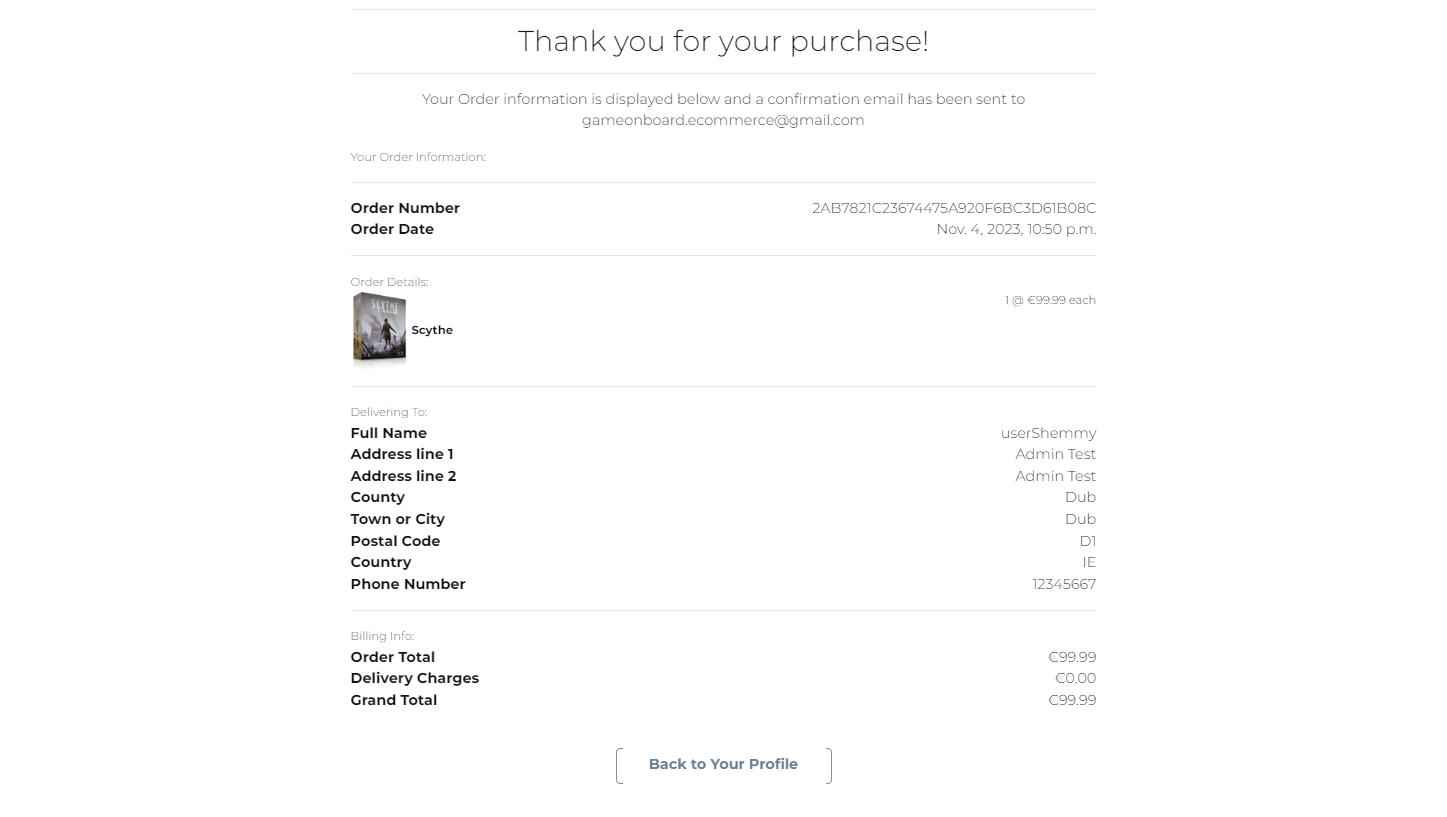 Thank you for your purchase!
Your Order information is displayed below and a confirmation email has been sent to
gameonboard.ecommerce@gmail.com
Your Order Information:
Order Number 2AB7821C23674475A920F6BC3D61B08C
Order Date Nov. 4, 2023, 10:50 p.m.
Order Details:
1 @ €99.99 each
SCYTHE
Scythe
Delivering To:
Full Name userShemmy
Address line 1 Admin Test
Address line 2 Admin Test
County Dub
Town or City Dub
Postal Code D1
Country IE
Phone Number 12345667
Billing Info:
Order Total €99.99
Delivery Charges €0.00
Grand Total €99.99
Back to Your Profile